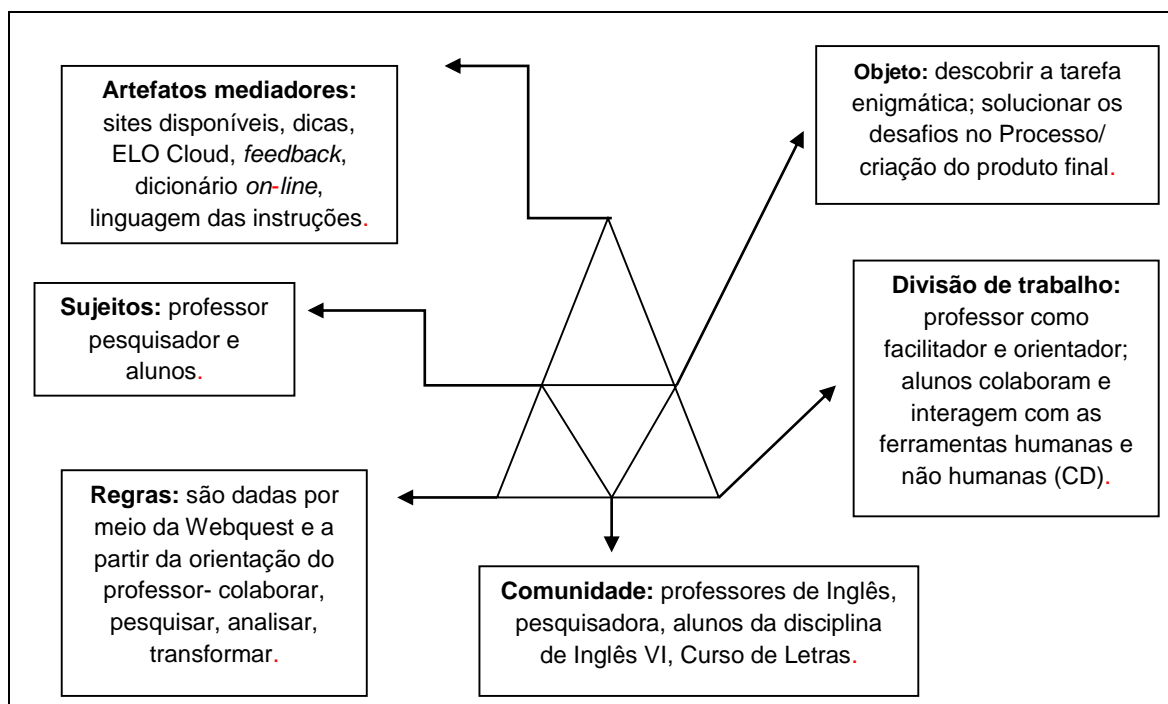 Artefatos mediadores:
sites disponíveis, dicas,
ELO Cloud, feedback,
dicionário on-line,
linguagem das instruções.
Objeto: descobrir a tarefa
enigmática; solucionar os
desafios no Processo/
criação do produto final.
Sujeitos: professor
pesquisador e
alunos.
Divisão de trabalho:
professor como
facilitador e orientador;
alunos colaboram e
interagem com as
ferramentas humanas e
não humanas (CD).
Regras: são dadas por
meio da Webquest e a
partir da orientação do
professor- colaborar,
pesquisar, analisar,
transformar.
Comunidade: professores de Inglês,
pesquisadora, alunos da disciplina
de Inglês VI, Curso de Letras.